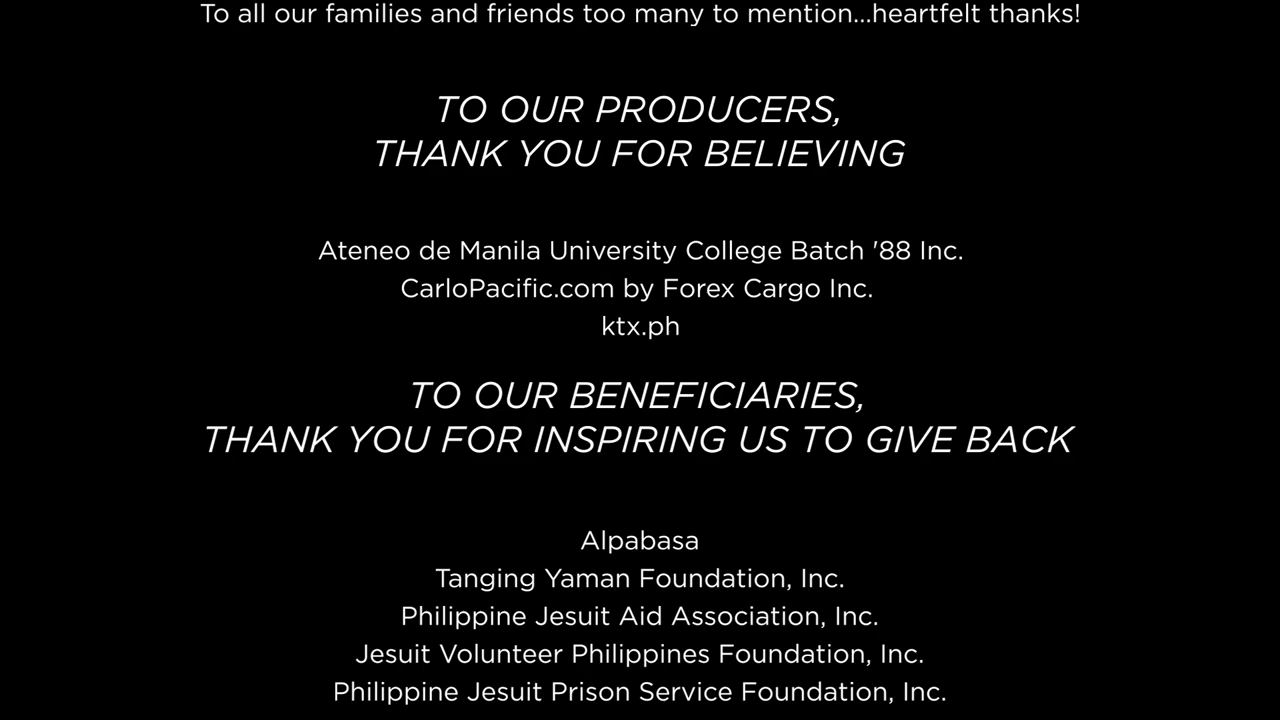 To all our families and friends too many to mention...heartfelt thanks!
TO OUR PRODUCERS,
THANK YOU FOR BELIEVING
Ateneo de Manila University College Batch '88 Inc.
CarloPacific.com by Forex Cargo Inc.
ktx.ph
TO OUR BENEFICIARIES,
THANK YOU FOR INSPIRING US TO GIVE BACK
Alpabasa
Tanging Yaman Foundation, Inc.
Philippine Jesuit Aid Association, Inc.
Jesuit Volunteer Philippines Foundation, Inc.
Philippine Jesuit Prison Service Foundation, Inc.